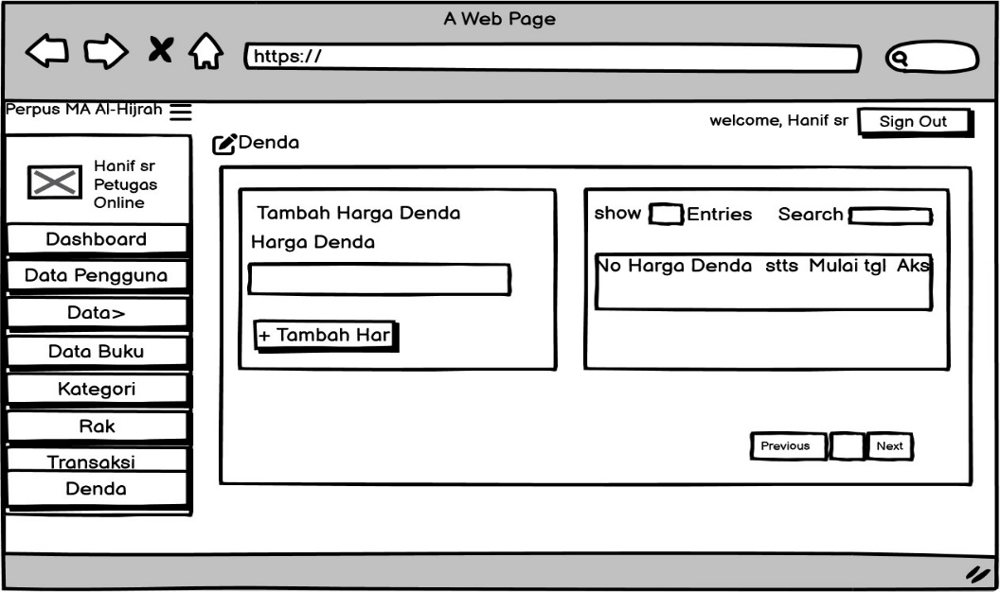 A Web Page
https://
Perpus MA Al-Hijrah
welcome, Hanif sr
Sign Out
Denda
Hanif sr
Petugas
Online
Dashboard
Data Pengguna
Data>
Data Buku
Kategori
Rak
Transaksi
Denda
Tambah Harga Denda
Harga Denda
+ Tambah Har
show Entries Search
No Harga Denda stts Mulai tgl Aksi
Previous
Next